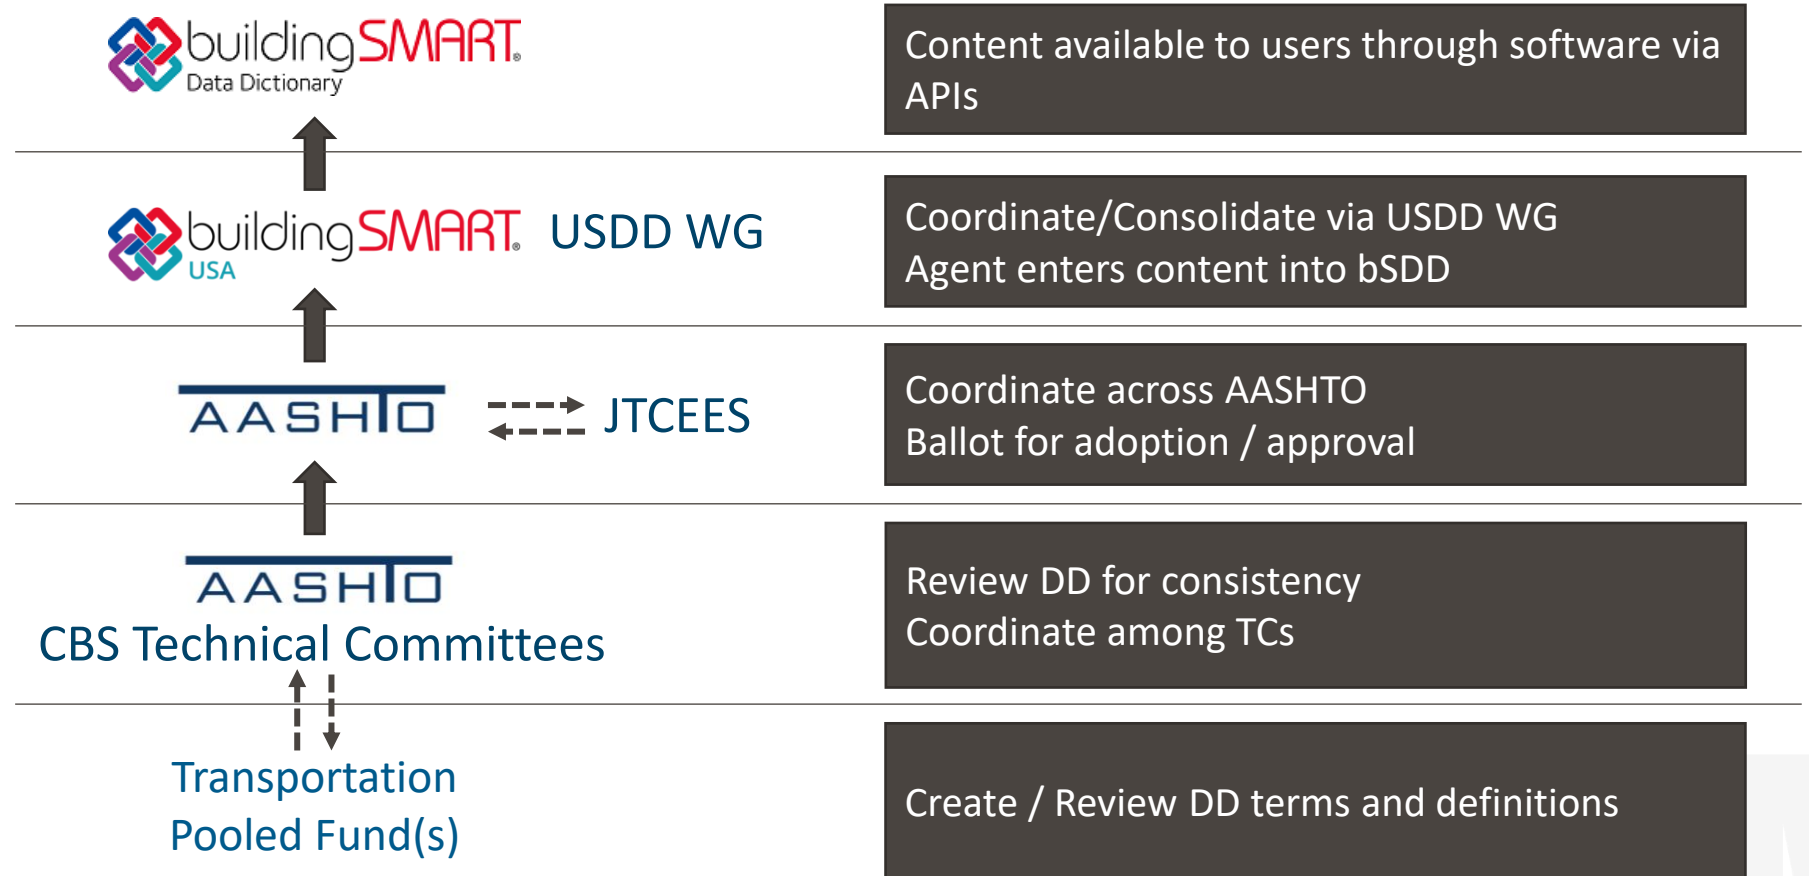 buildingSMART®
Data Dictionary
Content available to users through software via
APIs
buildingSMART®
USA
USDD WG
Coordinate/Consolidate via USDD WG
Agent enters content into bSDD
AASHTO
JTCEES
Coordinate across AASHTO
Ballot for adoption / approval
AASHTO
CBS Technical Committees
Review DD for consistency
Coordinate among TCs
Transportation
Pooled Fund(s)
Create / Review DD terms and definitions